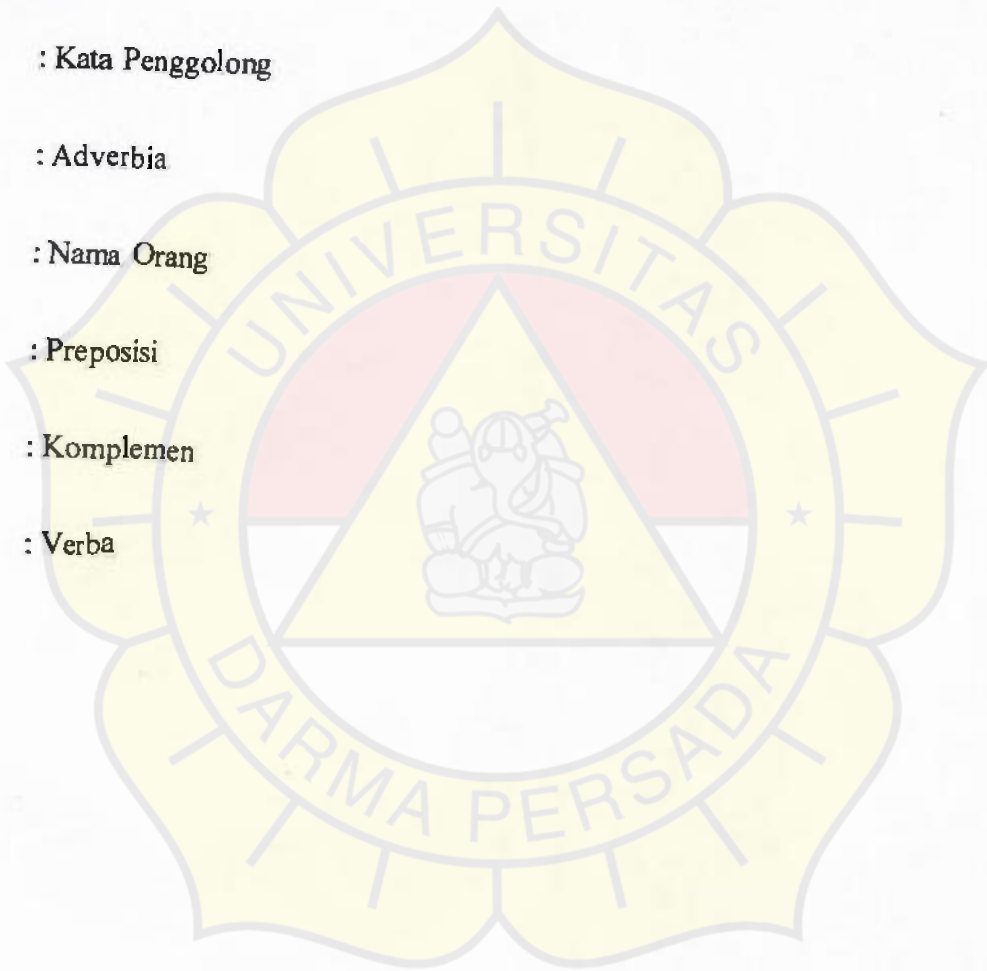 : Kata Penggolong
: Adverbia
: Nama Orang
: Preposisi
: Komplemen
: Verba
UNIVERSITAS
DARMA PERSADA